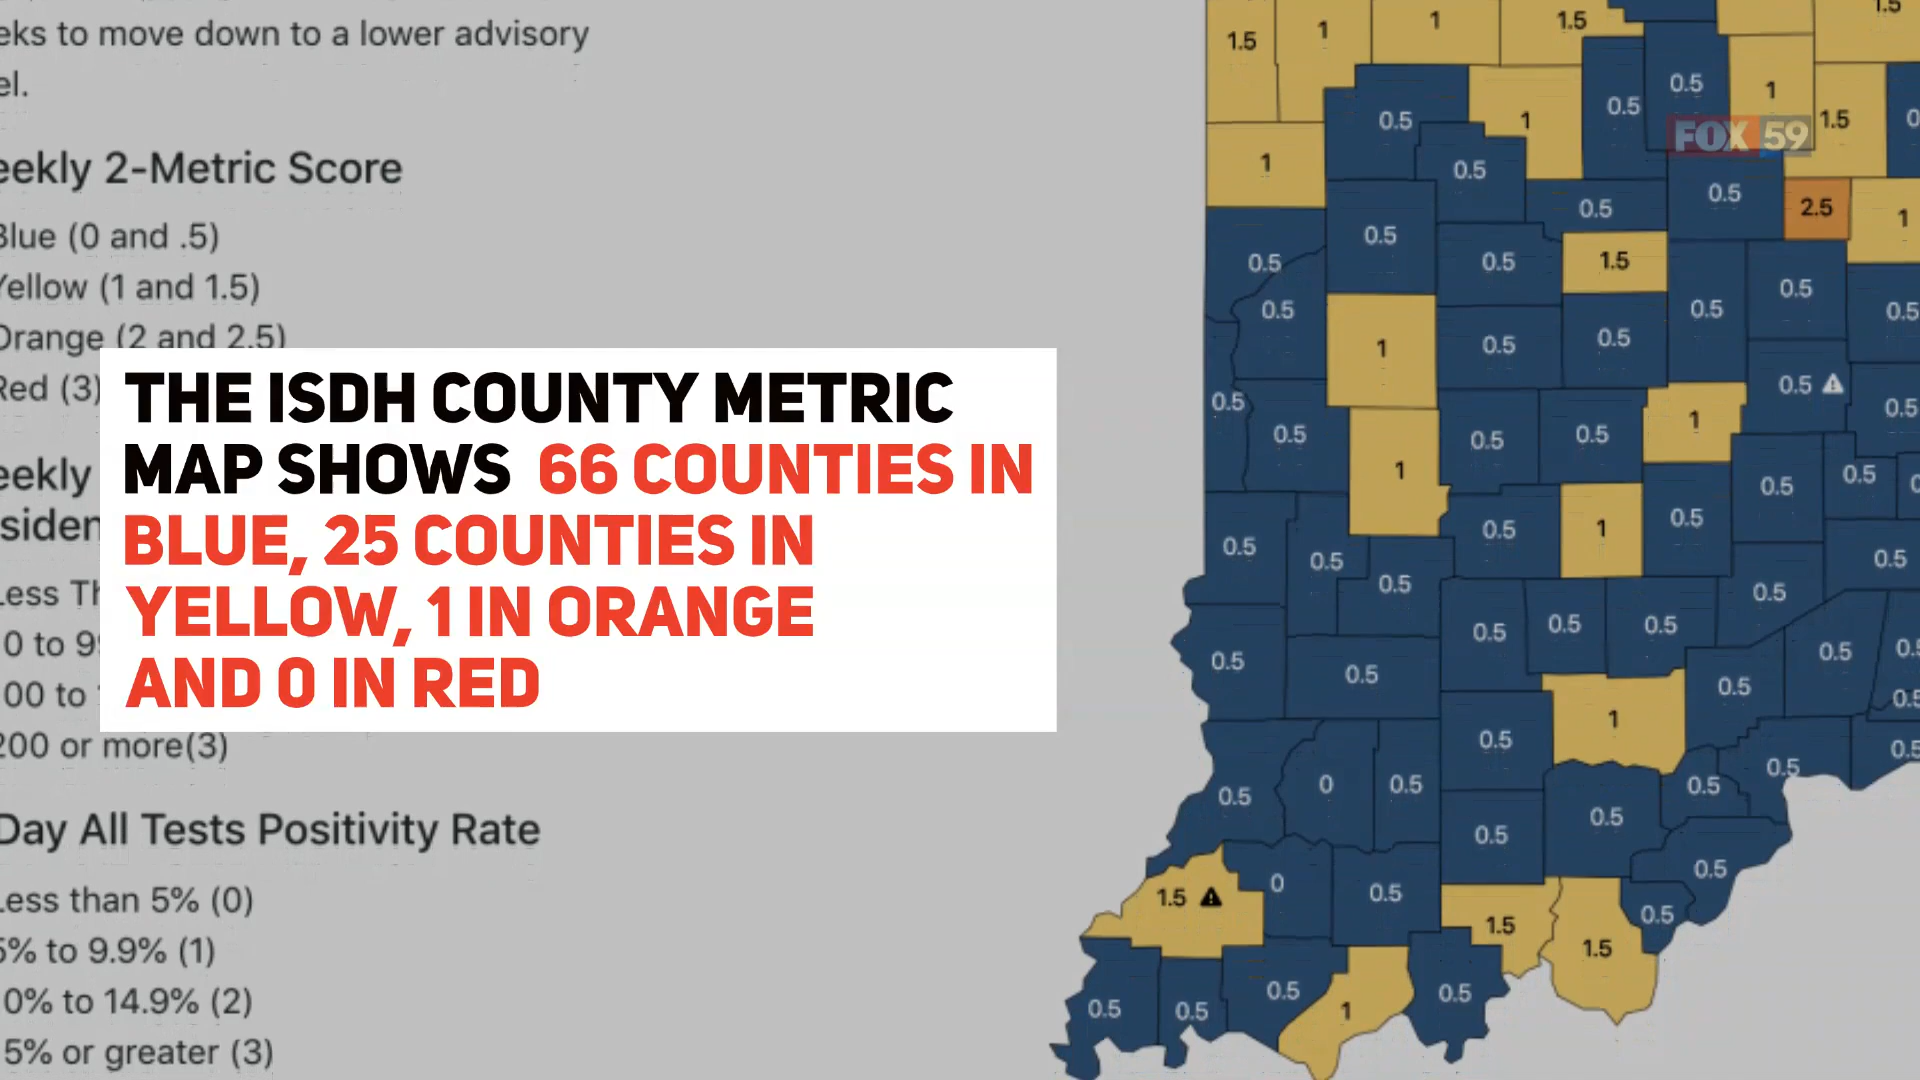 eks to move down to a lower advisory
el.
eekly 2-Metric Score
Blue (0 and .5)
Yellow (1 and 1.5)
Orange (2 and 2.5)
Red (3)
THE ISDH COUNTY METRIC
MAP SHOWS 66 COUNTIES IN
BLUE, 25 COUNTIES IN
YELLOW, 1 IN ORANGE
AND 0 IN RED
eekly
siden
Less Th
0 to 9
00 to
200 or more(3)
Day All Tests Positivity Rate
Less than 5% (0)
5% to 9.9% (1)
0% to 14.9% (2)
5% or greater (3)
FOX 59
1.5 1 1 1.5 1.5
0.5 1 0.5 0.5 1 1.5 0
1 0.5 0.5 0.5 2.5 1
0.5 0.5 0.5 1.5 0.5
0.5 0.5 0.5 0.5 0.5
1 0.5 0.5 0.5
0.5 0.5 1 0.5 0.5 1 0.5
1 0.5 0.5 0.5 0
0.5 0.5 0.5 0.5 1 0.5 0.5
0.5 0.5 0.5 0.5 0.5 0.5 0.5
0.5 0.5 1 0.5 0.5
0.5 0 0.5 0.5 0.5 0.5 0.5
0.5 0.5 0.5
1.5 0 0.5 1.5 1.5 0.5
0.5 0.5 0.5 1 0.5